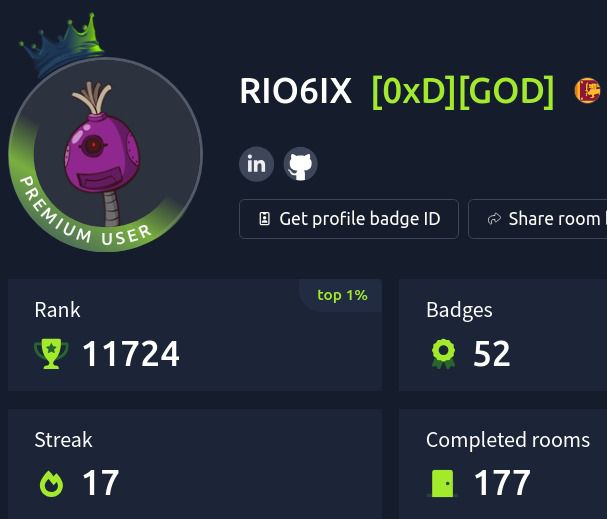 RIO6IX [0xD][GOD]
in
PREMIUM USER
Get profile badge ID
Share room
top 1%
Rank
11724
Badges
52
Streak
17
Completed rooms
177